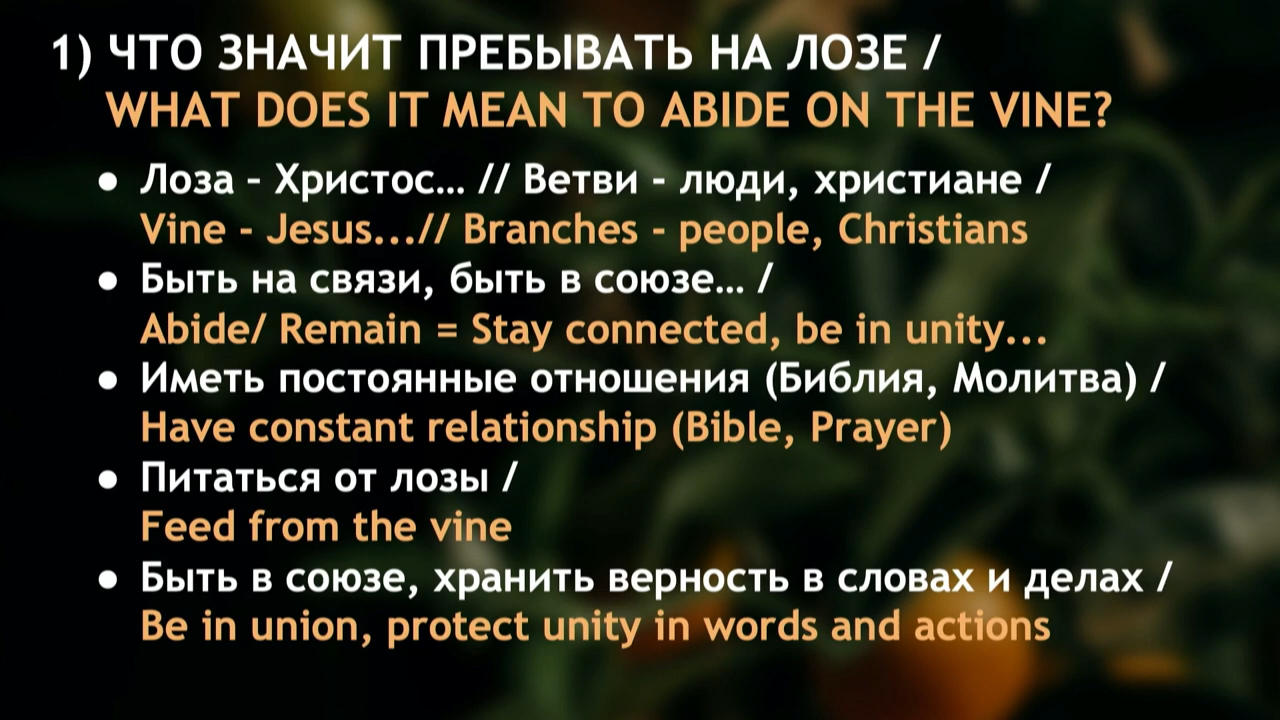 1) ЧТО ЗНАЧИТ ПРЕБЫВАТЬ НА ЛОЗЕ /
WHAT DOES IT MEAN TO ABIDE ON THE VINE?
● Лоза – Христос… // Ветви - люди, христиане /
Vine - Jesus...// Branches - people, Christians
● Быть на связи, быть в союзе… /
Abide/ Remain = Stay connected, be in unity...
● Иметь постоянные отношения (Библия, Молитва) /
Have constant relationship (Bible, Prayer)
● Питаться от лозы /
Feed from the vine
● Быть в союзе, хранить верность в словах и делах /
Be in union, protect unity in words and actions